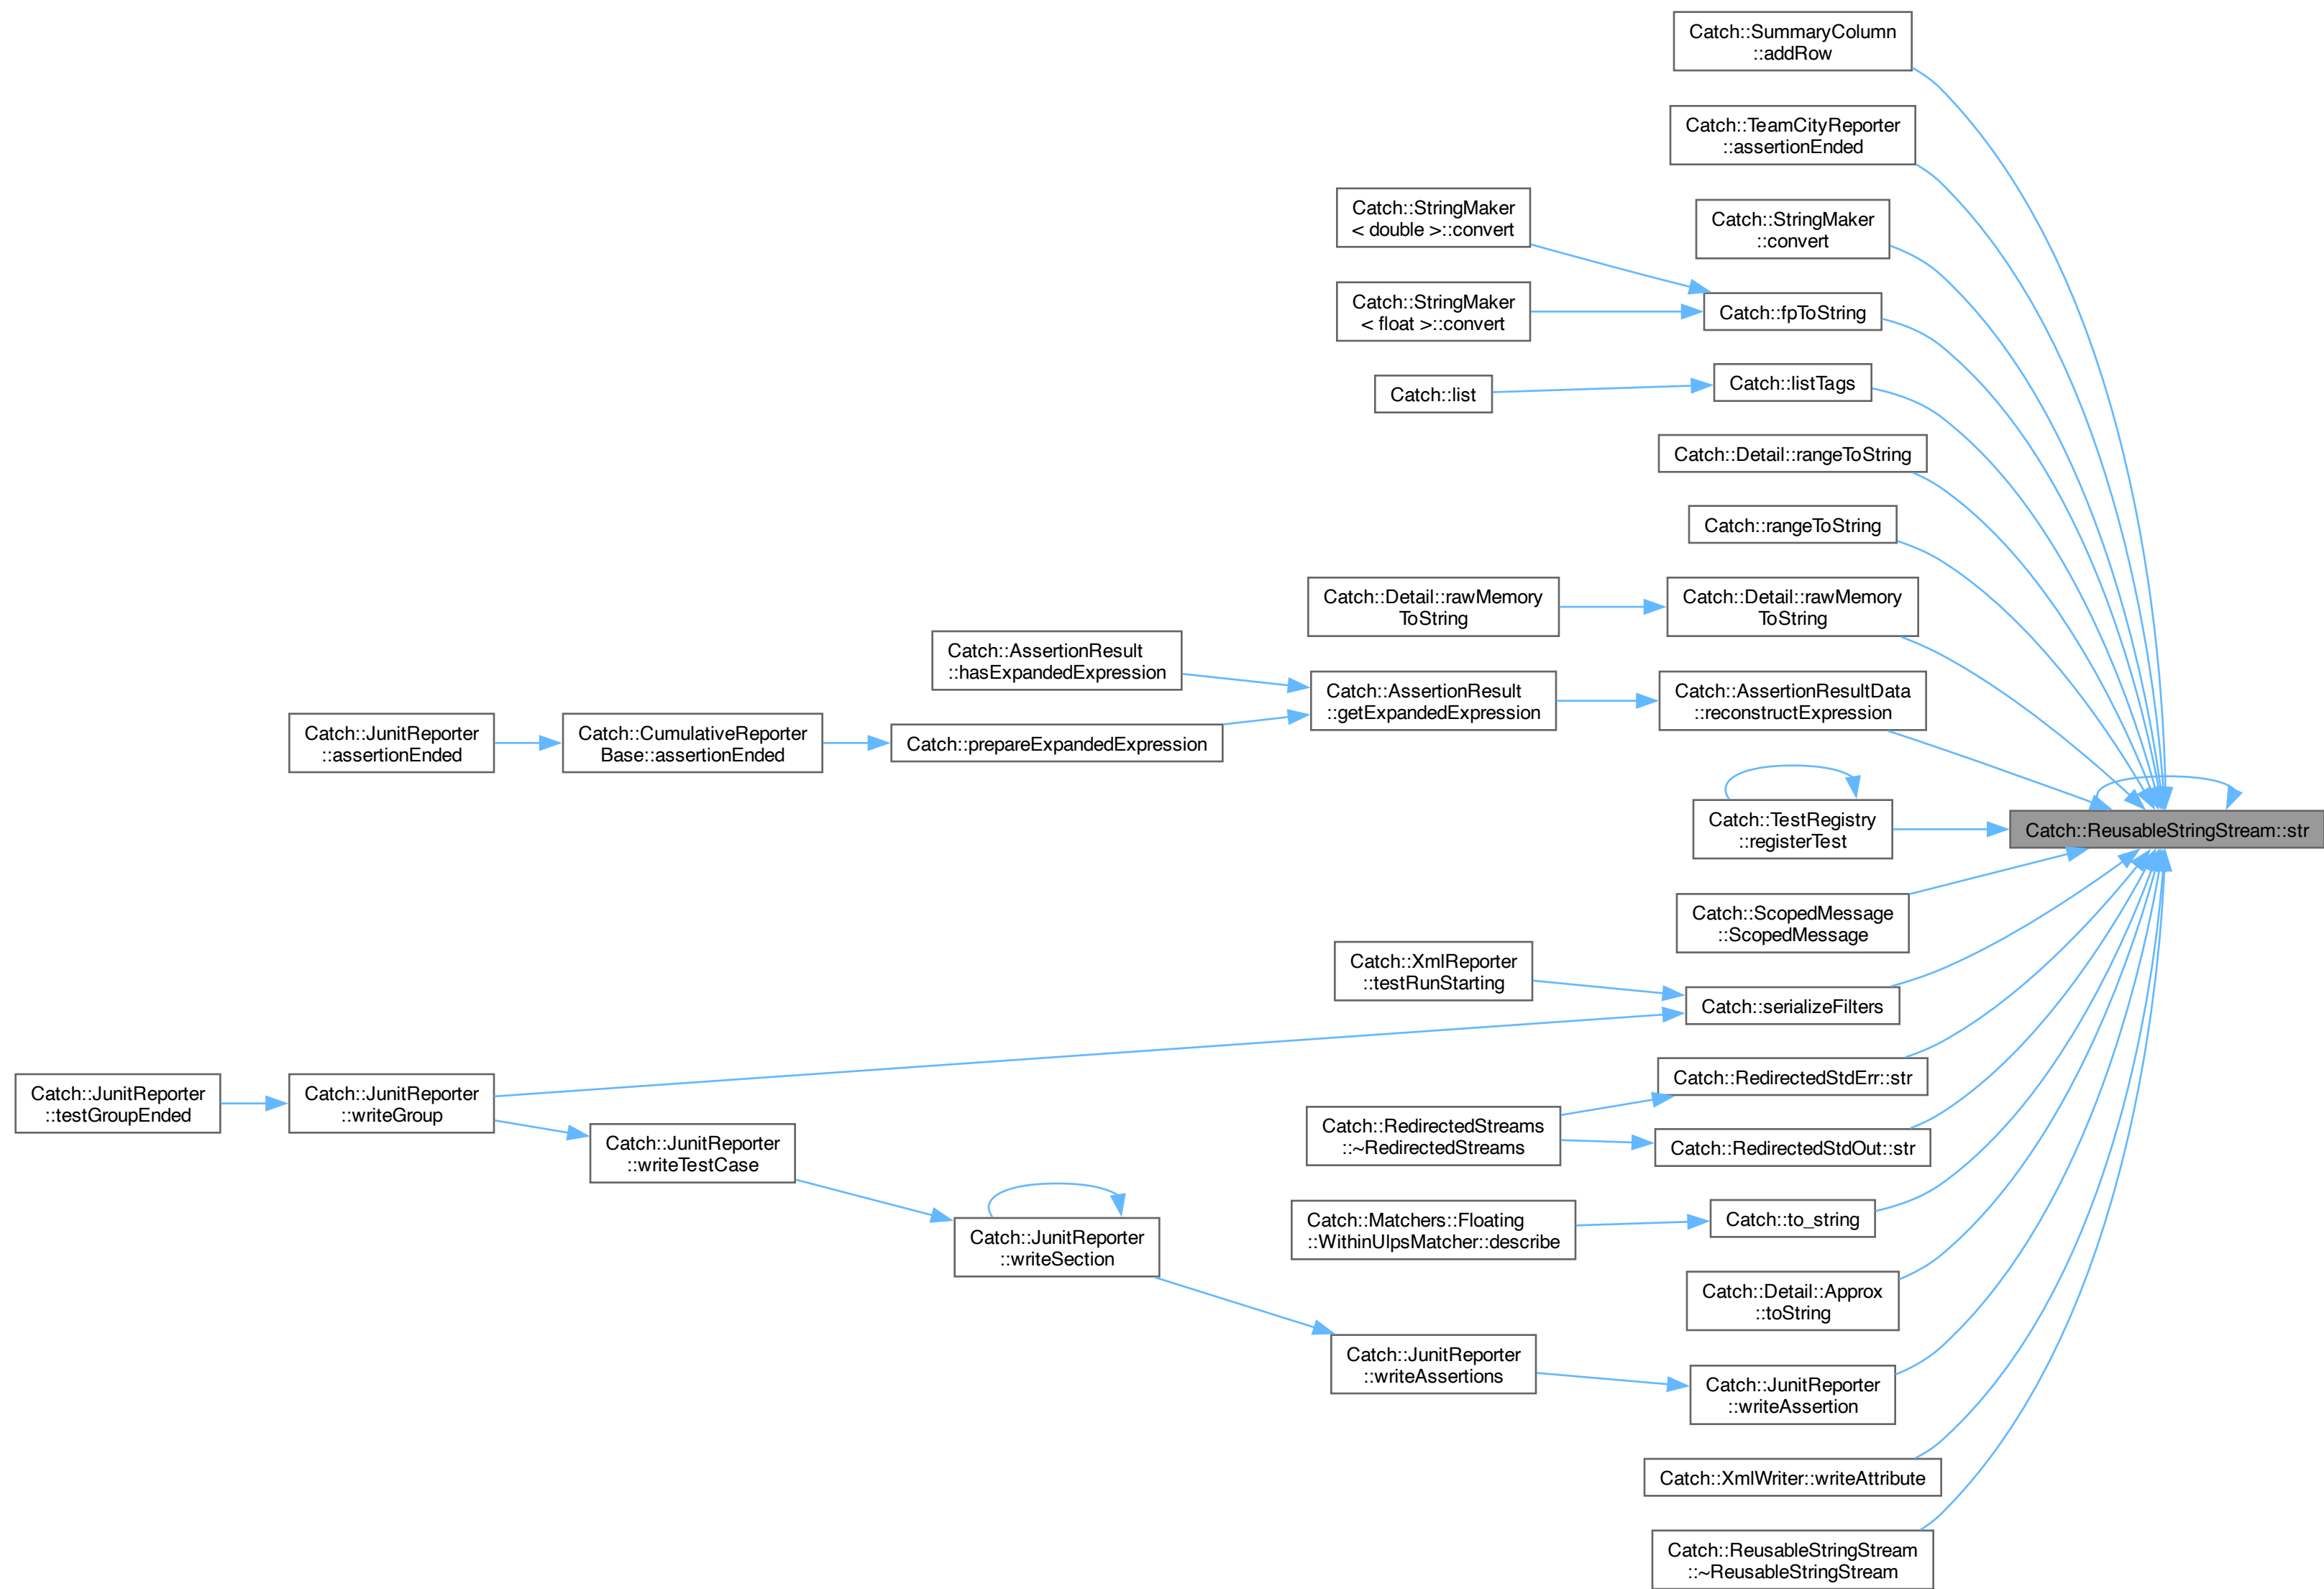 Catch::SummaryColumn
::addRow
Catch::TeamCityReporter
::assertionEnded
Catch::StringMaker
< double >::convert
Catch::StringMaker
::convert
Catch::StringMaker
< float >::convert
Catch::fpToString
Catch::list
Catch::listTags
Catch::Detail::rangeToString
Catch::rangeToString
Catch::Detail::rawMemory
ToString
Catch::Detail::rawMemory
ToString
Catch::AssertionResult
::hasExpandedExpression
Catch::AssertionResult
::getExpandedExpression
Catch::AssertionResultData
::reconstructExpression
Catch::JunitReporter
::assertionEnded
Catch::CumulativeReporter
Base::assertionEnded
Catch::prepareExpandedExpression
Catch::TestRegistry
::registerTest
Catch::ReusableStringStream::str
Catch::ScopedMessage
::ScopedMessage
Catch::XmlReporter
::testRunStarting
Catch::serializeFilters
Catch::RedirectedStdErr::str
Catch::JunitReporter
::testGroupEnded
Catch::JunitReporter
::writeGroup
Catch::RedirectedStreams
::~RedirectedStreams
Catch::JunitReporter
::writeTestCase
Catch::RedirectedStdOut::str
Catch::Matchers::Floating
::WithinUlpsMatcher::describe
Catch::to_string
Catch::JunitReporter
::writeSection
Catch::Detail::Approx
::toString
Catch::JunitReporter
::writeAssertions
Catch::JunitReporter
::writeAssertion
Catch::XmlWriter::writeAttribute
Catch::ReusableStringStream
::~ReusableStringStream